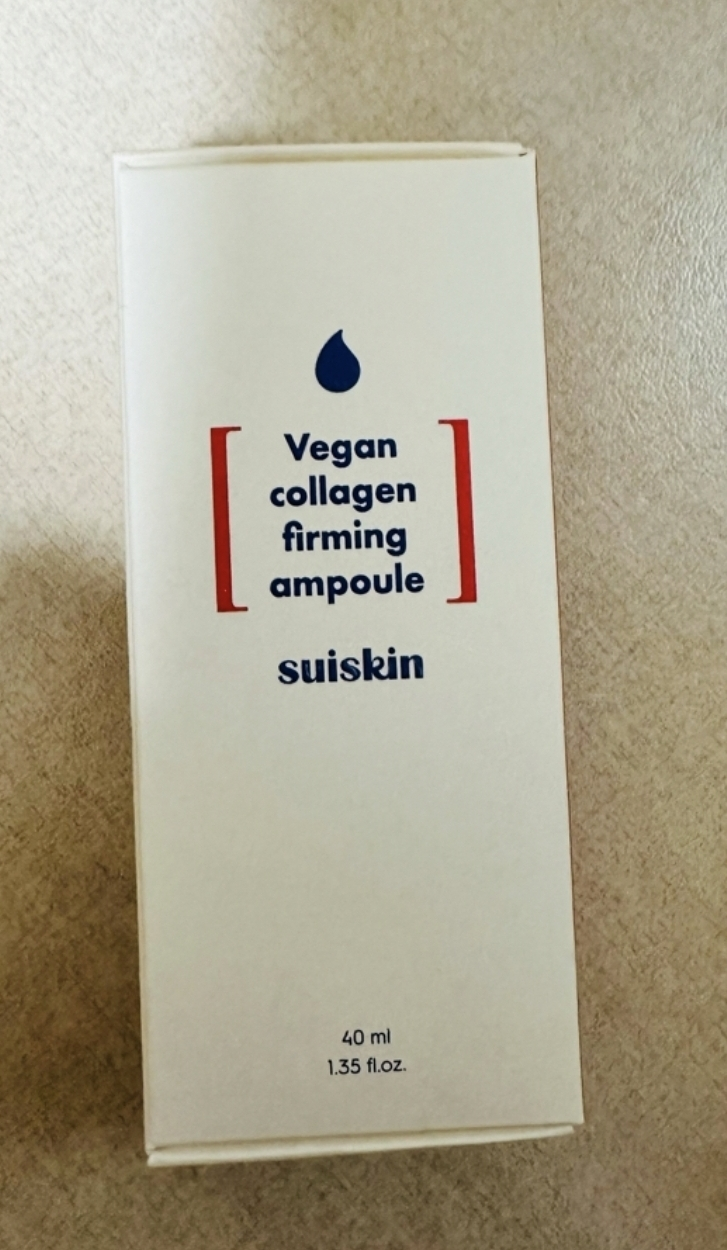 Vegan
collagen
firming
ampoule
suiskin
40 ml
1.35 fl.oz.